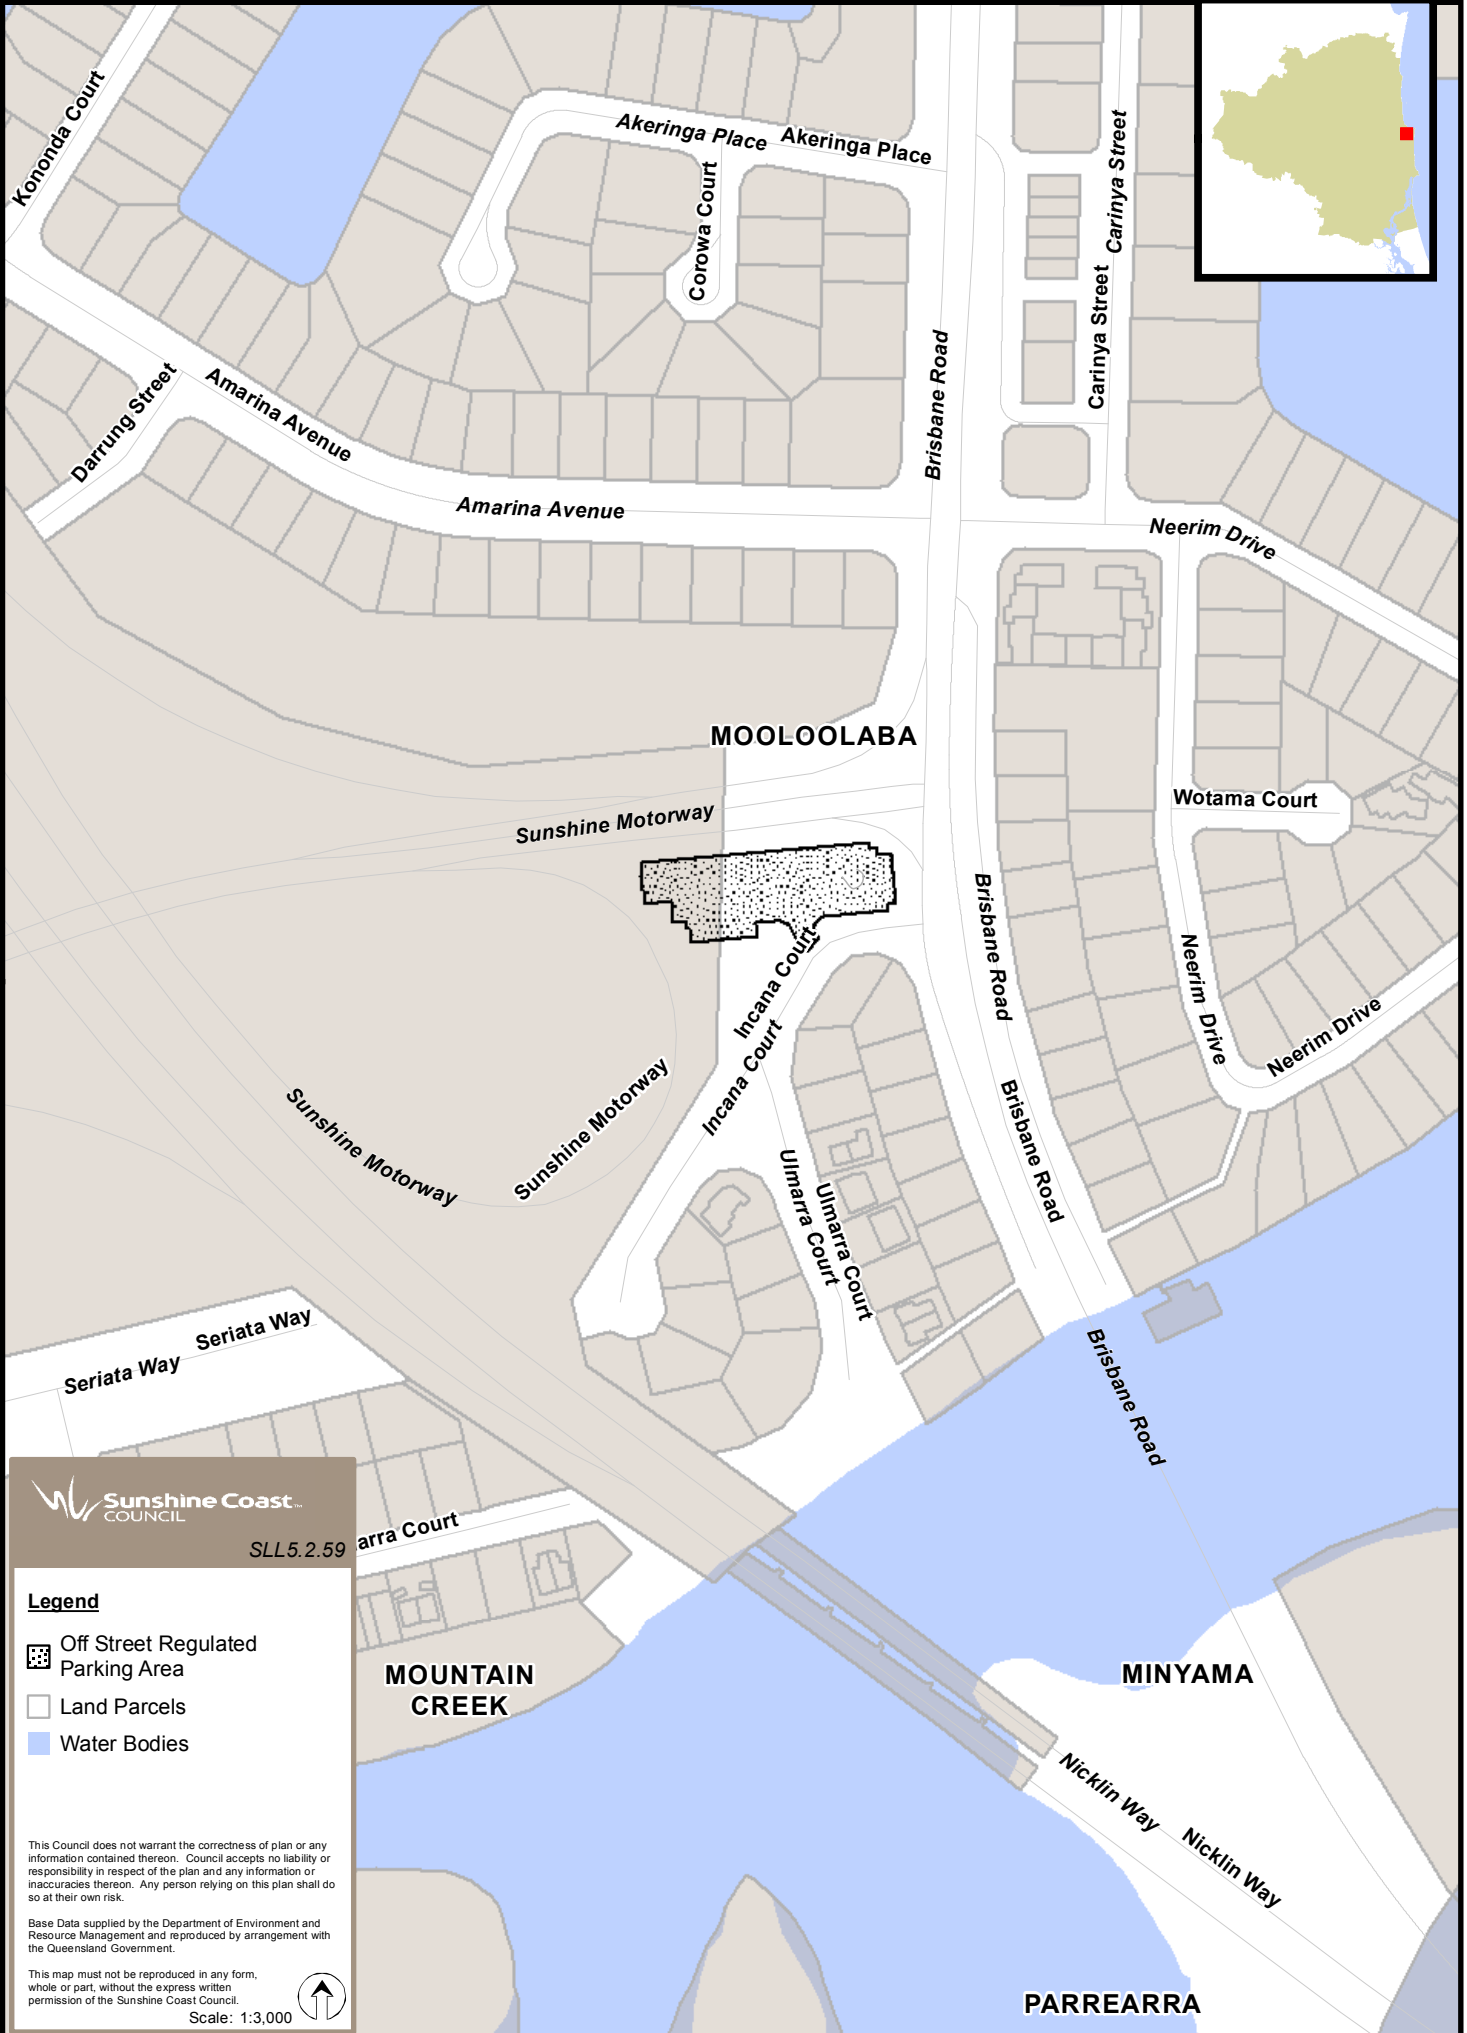 Kononda Court
Akeringa Place
Akeringa Place
Corowa Court
Carinya Street
Carinya Street
Brisbane Road
Darrung Street
Amarina Avenue
Amarina Avenue
Neerim Drive
MOOLOOLABA
Sunshine Motorway
Wotama Court
Brisbane Road
Incana Court
Incana Court
Neerim Drive
Neerim Drive
Sunshine Motorway
Sunshine Motorway
Brisbane Road
Ulmarra Court
Ulmarra Court
Seriata Way
Seriata Way
Brisbane Road
Sunshine Coast™
COUNCIL
SLL5.2.59
arra Court
Legend
Off Street Regulated
Parking Area
Land Parcels
Water Bodies
MOUNTAIN
CREEK
MINYAMA
Nicklin Way
Nicklin Way
PARREARRA
This Council does not warrant the correctness of plan or any
information contained thereon. Council accepts no liability or
responsibility in respect of the plan and any information or
inaccuracies thereon. Any person relying on this plan shall do
so at their own risk.
Base Data supplied by the Department of Environment and
Resource Management and reproduced by arrangement with
the Queensland Government.
This map must not be reproduced in any form,
whole or part, without the express written
permission of the Sunshine Coast Council.
Scale: 1:3,000